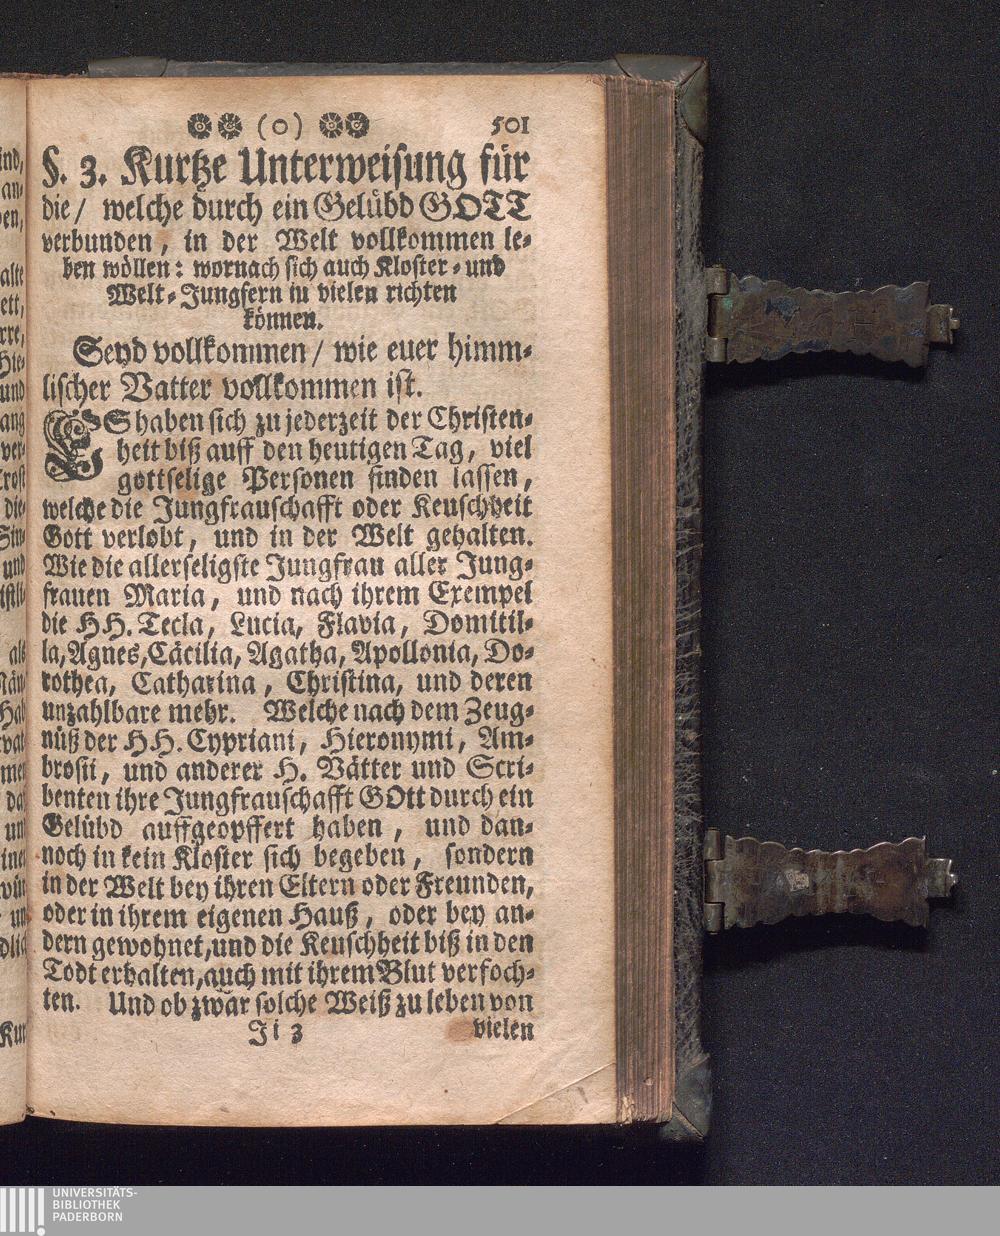 (o) 501
§. 3. Kurtze Unterweisung für
die / welche durch ein Gelübd GOTT
verbunden, in der Welt vollkommen le-
ben wöllen: wornach sich auch Kloster- und
Welt-Jungfern in vielen richten
können.
Seyd vollkommen / wie euer himm-
lischer Vatter vollkommen ist.
ES haben sich zu jederzeit der Christen-
heit biß auff den heutigen Tag, viel
gottselige Personen finden lassen,
welche die Jungfrauschafft oder Keuschheit
Gott verlobt, und in der Welt gehalten.
Wie die allerseligste Jungfrau aller Jung-
frauen Maria, und nach ihrem Exempel
die HH. Tecla, Lucia, Flavia, Domitil-
la, Agnes, Cäcilia, Agatha, Apollonia, Do-
rothea, Catharina, Christina, und deren
unzahlbare mehr. Welche nach dem Zeug-
nüß der HH. Cypriani, Hieronymi, Am-
brosii, und anderer H. Vätter und Scri-
benten ihre Jungfrauschafft GOtt durch ein
Gelübd auffgeopffert haben, und dan-
noch in kein Kloster sich begeben, sondern
in der Welt bey ihren Eltern oder Freunden,
oder in ihrem eigenen Hauß, oder bey an-
dern gewohnet, und die Keuschheit biß in den
Todt erhalten, auch mit ihrem Blut verfoch-
ten. Und ob zwar solche Weiß zu leben von
Ji 3 vielen
UNIVERSITÄTS-
BIBLIOTHEK
PADERBORN